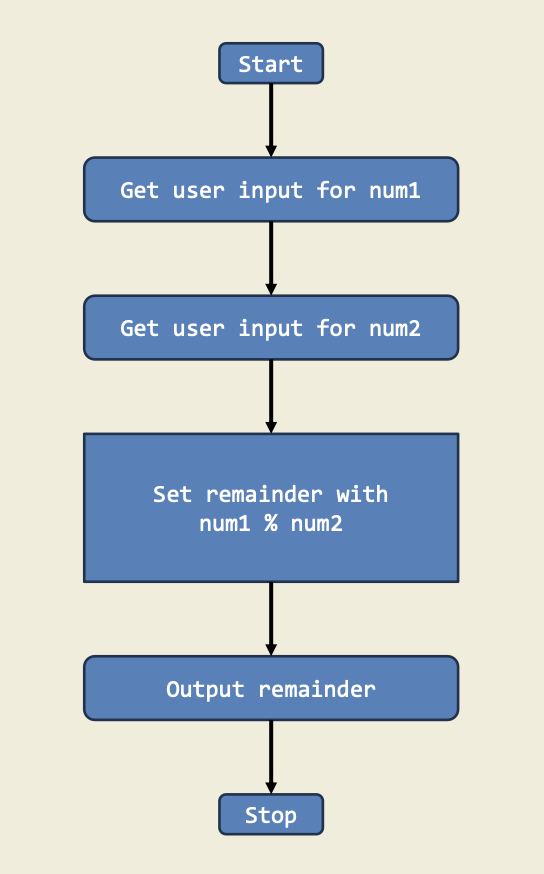 Start
Get user input for num1
Get user input for num2
Set remainder with
num1 % num2
Output remainder
Stop